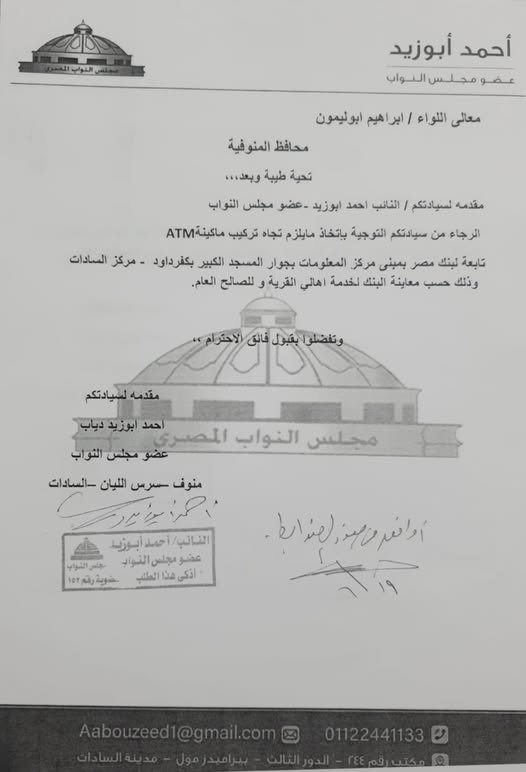 مجلس النواب المصري
أحمد أبوزيد
عضو مجلس النواب
معالى اللواء / ابراهيم ابوليمون
محافظ المنوفية
تحية طيبة وبعد،،،
مقدمه لسيادتكم / النائب احمد ابوزيد -عضو مجلس النواب
الرجاء من سيادتكم التوجية بإتخاذ مايلزم تجاه تركيب ماكينةATM
تابعة لبنك مصر بمبنى مركز المعلومات بجوار المسجد الكبير بكفرداود - مركز السادات
وذلك حسب معاينة البنك لخدمة اهالي القرية و للصالح العام.
وتفضلوا بقبول فائق الاحترام ،،
مجلس النواب المصري
مقدمه لسيادتكم
أحمد ابوزيد دياب
عضو مجلس النواب
منوف –سرس الليان –السادات
النائب/ أحمد أبوزيد
عضو مجلس النواب
أذكى هذا الطلب
مجلس النواب
عضوية رقم ١٥٢
أوافق
٦/١٩
Aabouzeed1@gmail.com 01122441133
مكتب رقم ٢٤٤ - الدور الثالث - بيراميدز مول - مدينة السادات